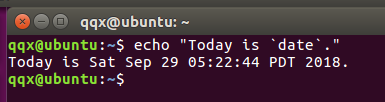 qqx@ubuntu: ~
qqx@ubuntu:~$ echo "Today is `date`."
Today is Sat Sep 29 05:22:44 PDT 2018.
qqx@ubuntu:~$